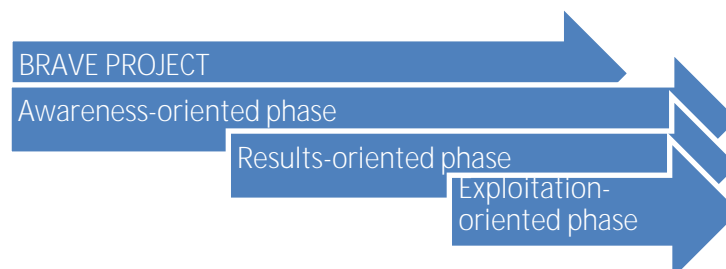 BRAVE PROJECT
Awareness-oriented phase
Results-oriented phase
Exploitation-
oriented phase